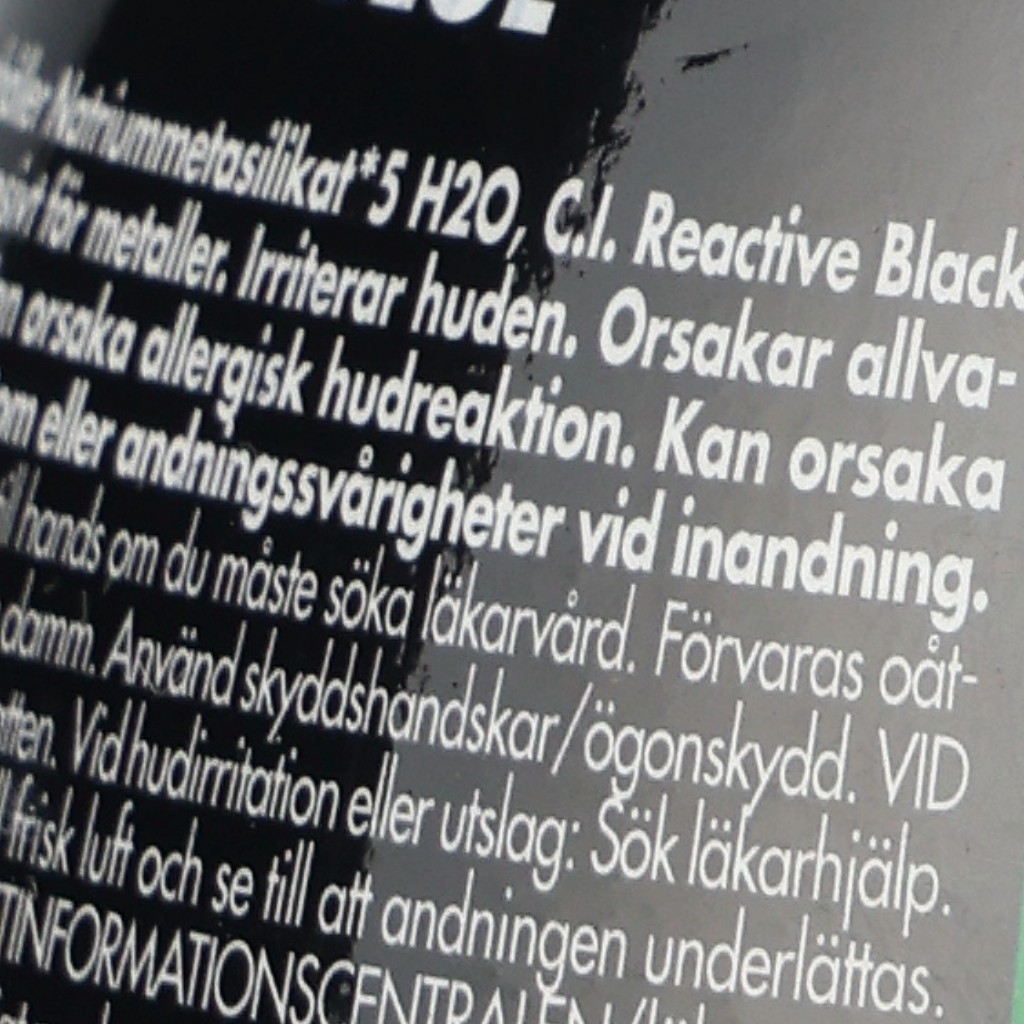 Natriummetasilikat*5 H2O, C.I. Reactive Black
för metaller. Irriterar huden. Orsakar allva-
orsaka allergisk hudreaktion. Kan orsaka
eller andningssvårigheter vid inandning.
hands om du måste söka läkarvård. Förvaras oåt-
damm. Använd skyddshandskar/ögonskydd. VID
Vid hudirritation eller utslag: Sök läkarhjälp.
frisk luft och se till att andningen underlättas.
TINFORMATIONSCENTRALEN/